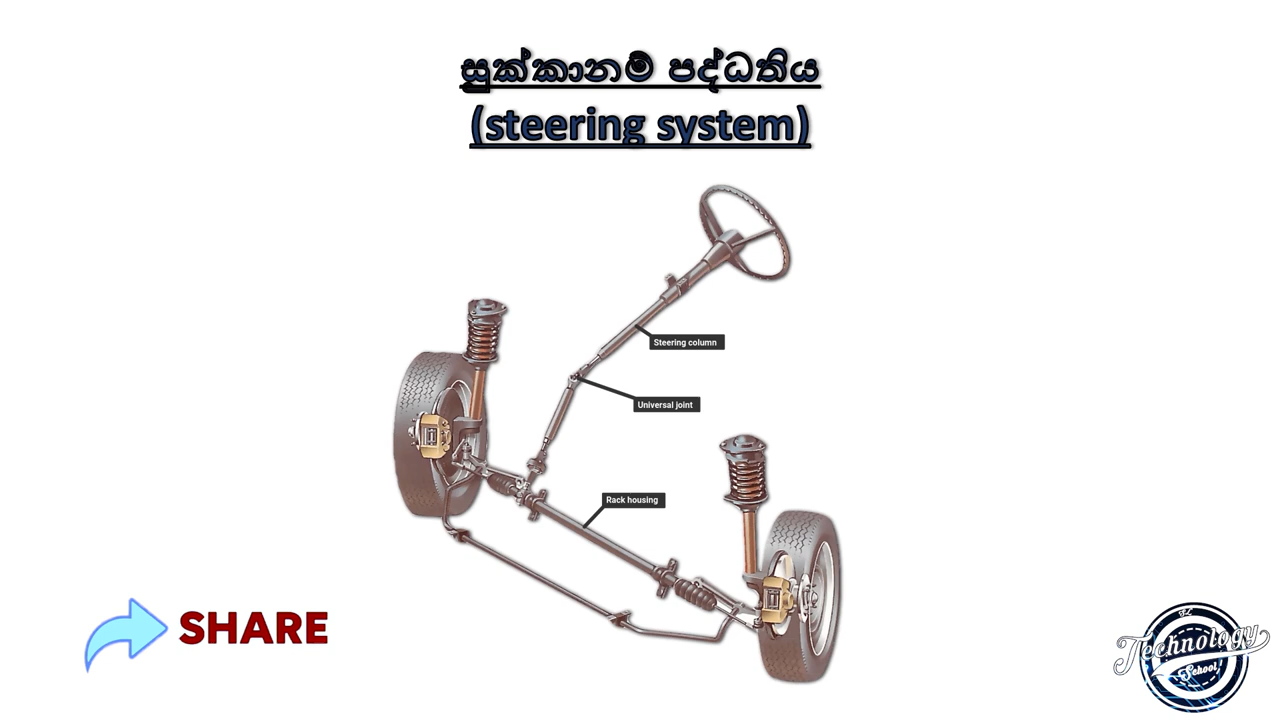 සුක්කානම් පද්ධතිය
(steering system)
Steering column
Universal joint
Rack housing
SHARE
Technology
School